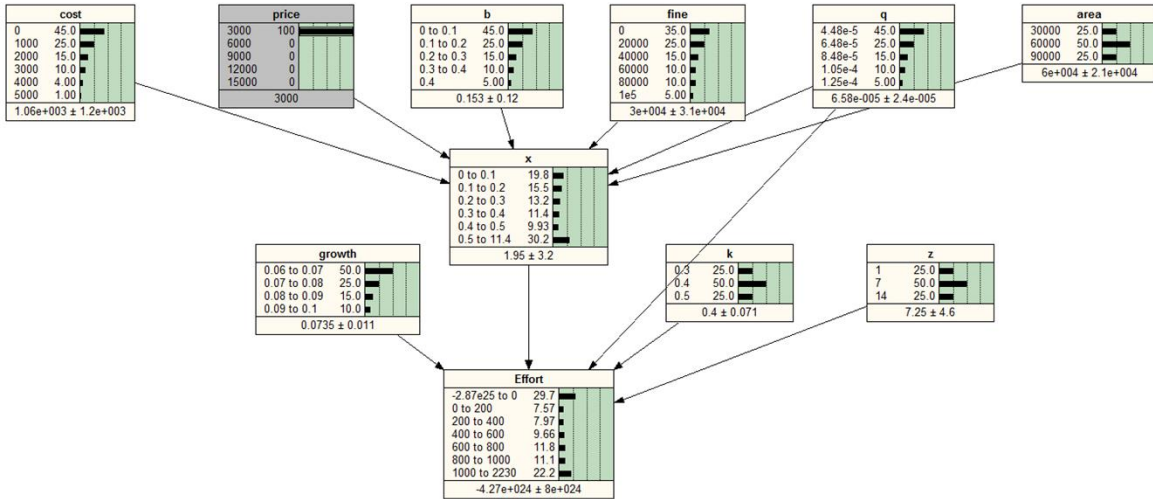 cost
0 45.0
1000 25.0
2000 15.0
3000 10.0
4000 4.00
5000 1.00
1.06e+003 ± 1.2e+003
price
3000 100
6000 0
9000 0
12000 0
15000 0
3000
b
0 to 0.1 45.0
0.1 to 0.2 25.0
0.2 to 0.3 15.0
0.3 to 0.4 10.0
0.4 5.00
0.153 ± 0.12
fine
0 35.0
20000 25.0
40000 15.0
60000 10.0
80000 10.0
1e5 5.00
3e+004 ± 3.1e+004
q
4.48e-5 45.0
6.48e-5 25.0
8.48e-5 15.0
1.05e-4 10.0
1.25e-4 5.00
6.58e-005 ± 2.4e-005
area
30000 25.0
60000 50.0
90000 25.0
6e+004 ± 2.1e+004
x
0 to 0.1 19.8
0.1 to 0.2 15.5
0.2 to 0.3 13.2
0.3 to 0.4 11.4
0.4 to 0.5 9.93
0.5 to 11.4 30.2
1.95 ± 3.2
growth
0.06 to 0.07 50.0
0.07 to 0.08 25.0
0.08 to 0.09 15.0
0.09 to 0.1 10.0
0.0735 ± 0.011
k
0.3 25.0
0.4 50.0
0.5 25.0
0.4 ± 0.071
z
1 25.0
7 50.0
14 25.0
7.25 ± 4.6
Effort
-2.87e25 to 0 29.7
0 to 200 7.57
200 to 400 7.97
400 to 600 9.66
600 to 800 11.8
800 to 1000 11.1
1000 to 2230 22.2
-4.27e+024 ± 8e+024